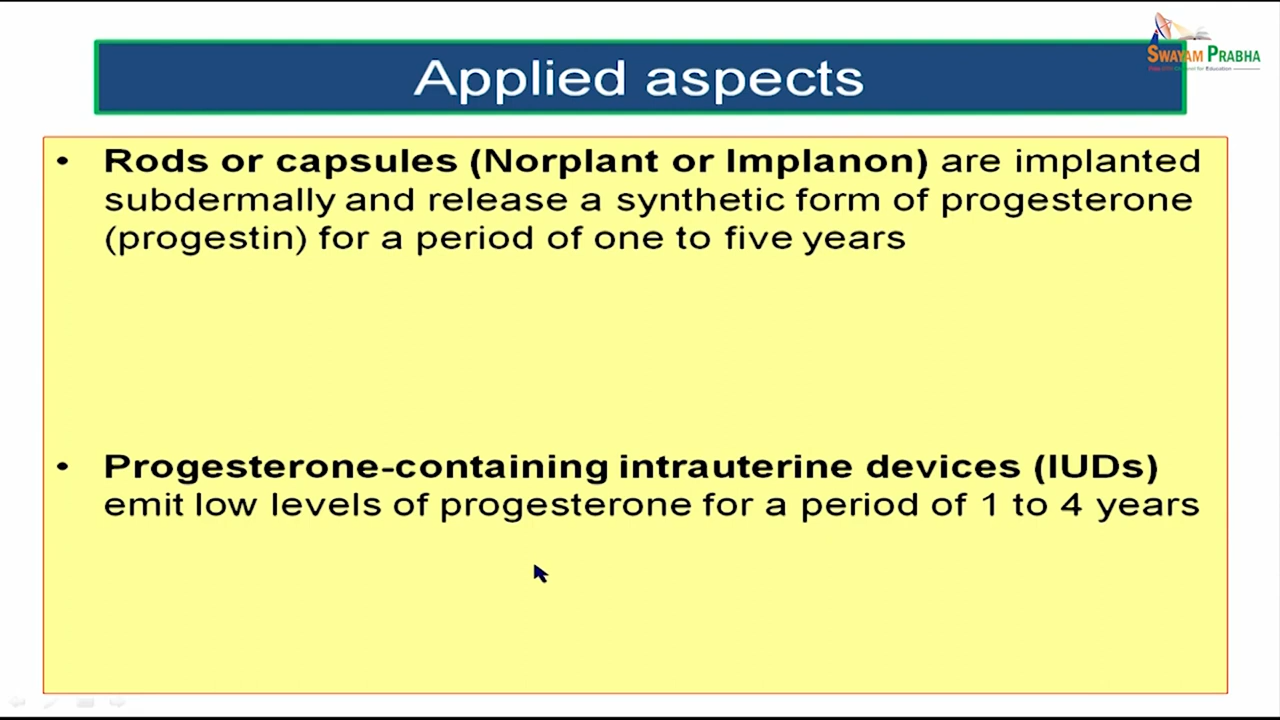 SWAYAM PRABHA
Applied aspects
• Rods or capsules (Norplant or Implanon) are implanted
subdermally and release a synthetic form of progesterone
(progestin) for a period of one to five years
• Progesterone-containing intrauterine devices (IUDs)
emit low levels of progesterone for a period of 1 to 4 years